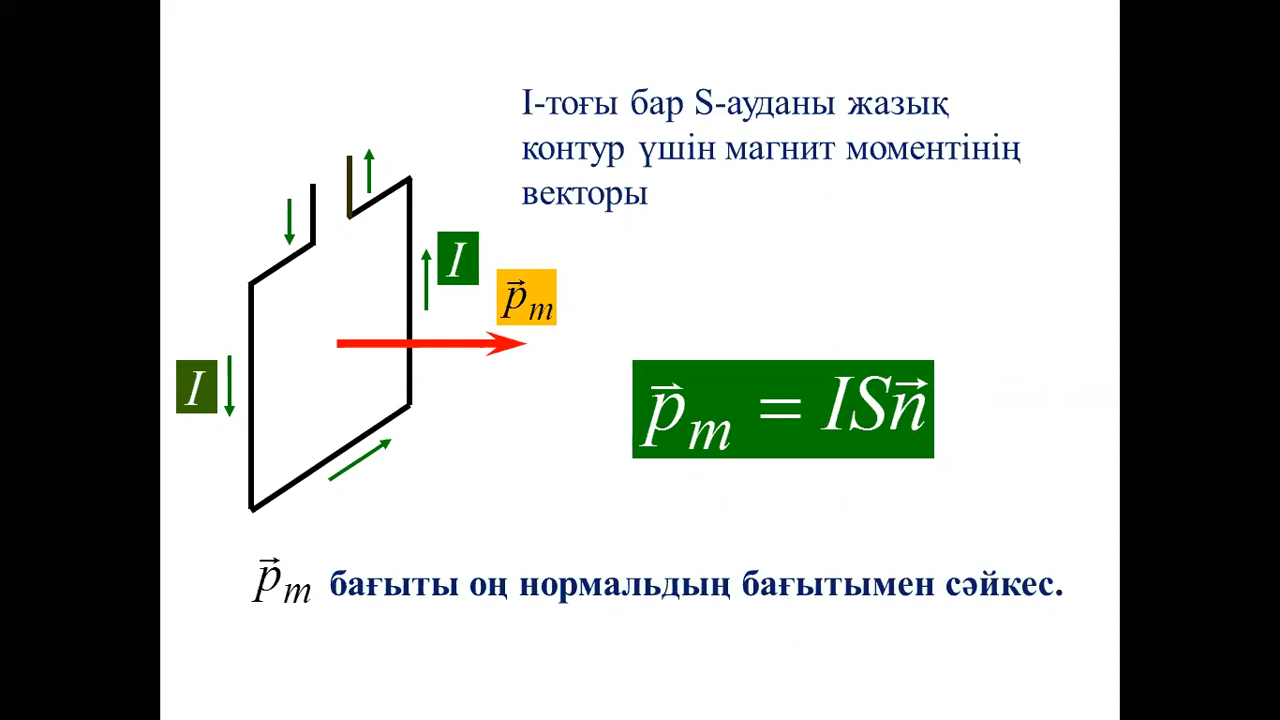 I-тоғы бар S-ауданы жазық
контур үшін магнит моментінің
векторы
I
p⃗m
I
p⃗m = ISn⃗
p⃗m бағыты оң нормальдың бағытымен сәйкес.